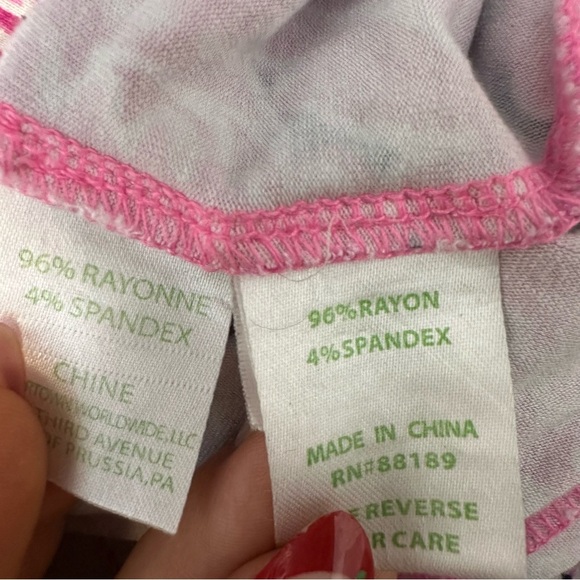 96% RAYONNE
4% SPANDEX
CHINE
WORLDWIDE, LLC
THIRD AVENUE
OF PRUSSIA, PA
96%RAYON
4%SPANDEX
MADE IN CHINA
RN#88189
REVERSE
CARE